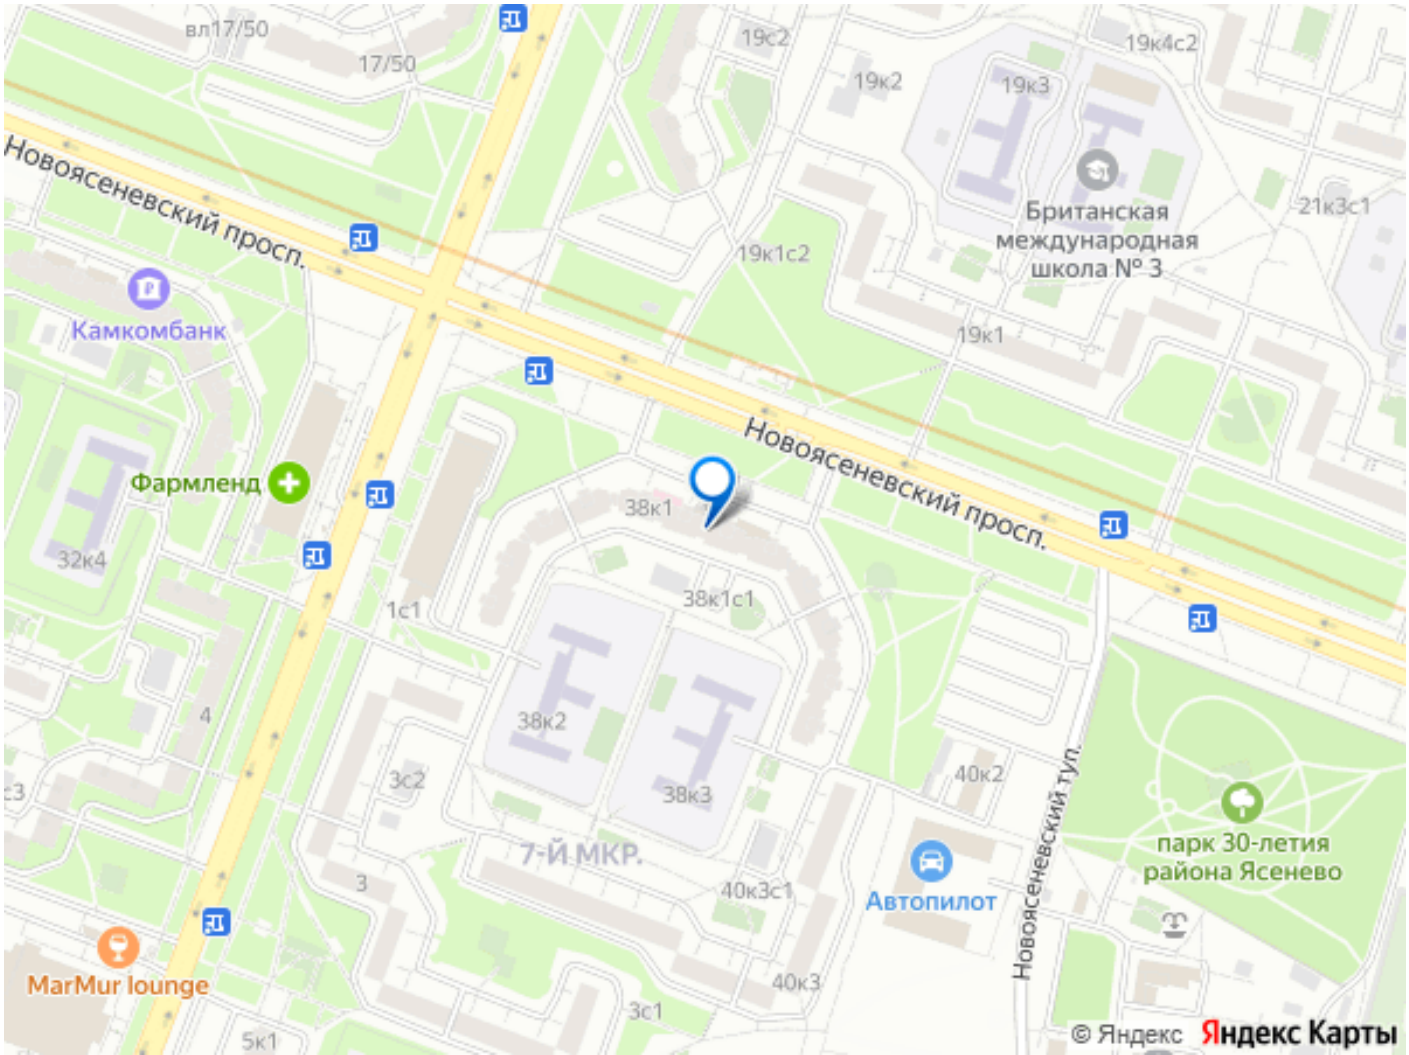 вл17/50
17/50
19с2
19к4с2
19к2
19к3
Новоясеневский просп.
Британская
международная
школа № 3
21к3с1
19к1с2
Камкомбанк
19к1
Новоясеневский просп.
Фармленд
38к1
32к4
38к1с1
1с1
4
38к2
3с2
38к3
40к2
с3
7-Й МКР.
3
40к3с1
Автопилот
Новоясеневский туп.
парк 30-летия
района Ясенево
MarMur lounge
40к3
3с1
5к1
© Яндекс Яндекс Карты